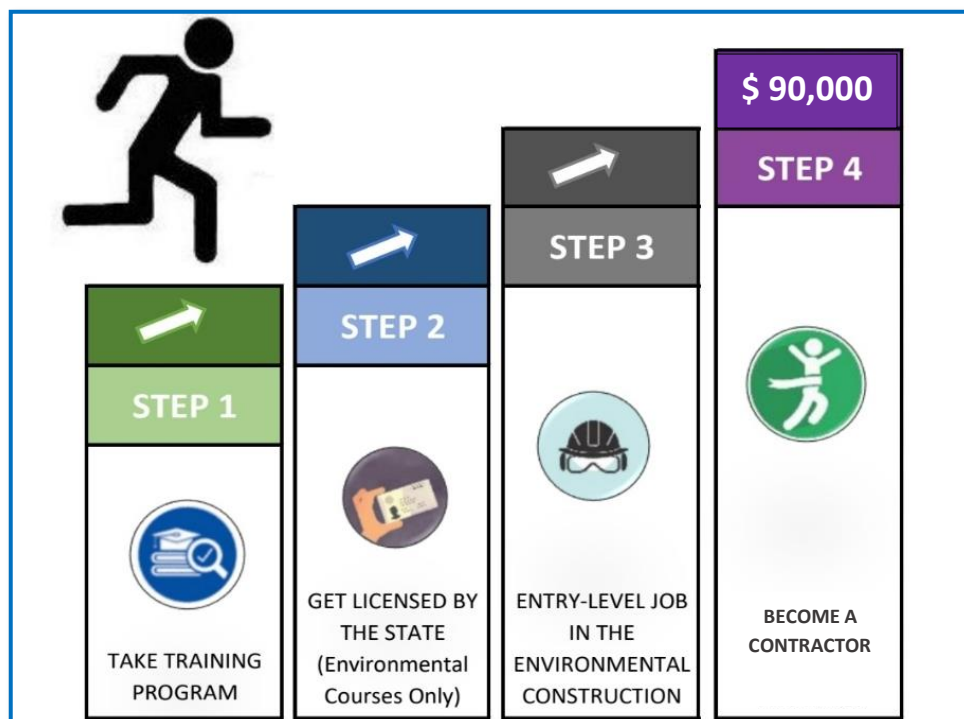 STEP 1
TAKE TRAINING
PROGRAM
STEP 2
GET LICENSED BY
THE STATE
(Environmental
Courses Only)
STEP 3
ENTRY-LEVEL JOB
IN THE
ENVIRONMENTAL
CONSTRUCTION
$ 90,000
STEP 4
BECOME A
CONTRACTOR